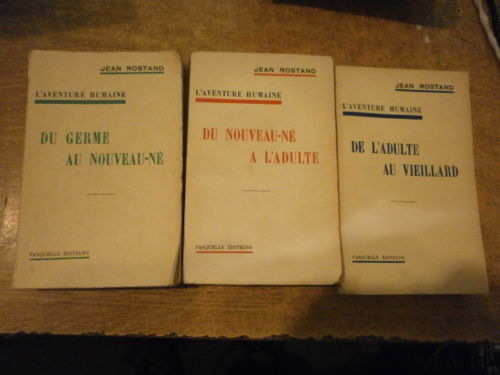 JEAN ROSTAND
L'AVENTURE HUMAINE
DU GERME
AU NOUVEAU-NÉ
FASQUELLE ÉDITEURS
JEAN ROSTAND
L'AVENTURE HUMAINE
DU NOUVEAU-NÉ
A L'ADULTE
FASQUELLE ÉDITEURS
JEAN ROSTAND
L'AVENTURE HUMAINE
DE L'ADULTE
AU VIEILLARD
FASQUELLE ÉDITEURS